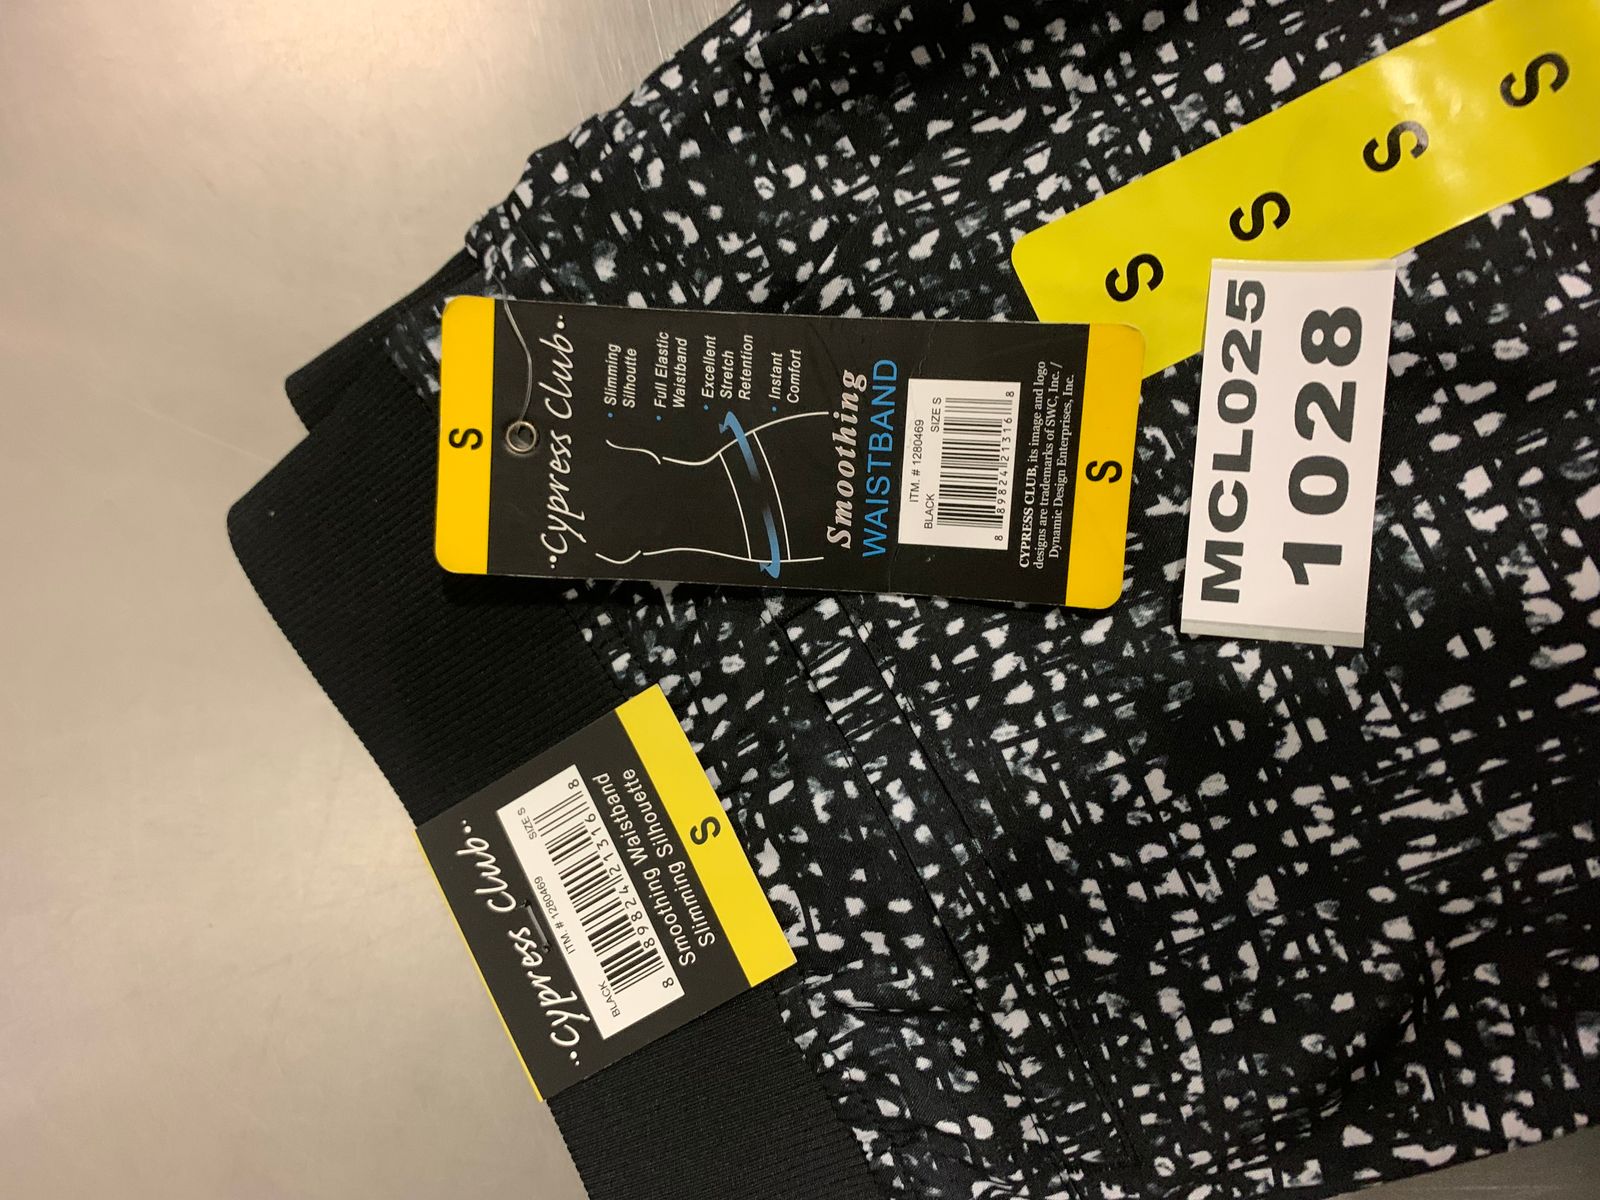 S
Cypress Club
• Slimming
Silhoutte
• Full Elastic
Waistband
• Excellent
Stretch
Retention
• Instant
Comfort
Smoothing
WAISTBAND
ITM. # 1280469
BLACK SIZE S
8 89824 21316 8
CYPRESS CLUB, its image and logo
designs are trademarks of SWC, Inc. /
Dynamic Design Enterprises, Inc.
S
Cypress Club
ITM. # 1280469
BLACK SIZE S
8 89824 21316 8
Smoothing Waisitband
Slimming Silhouette
S
S S S S
MCL025
1028